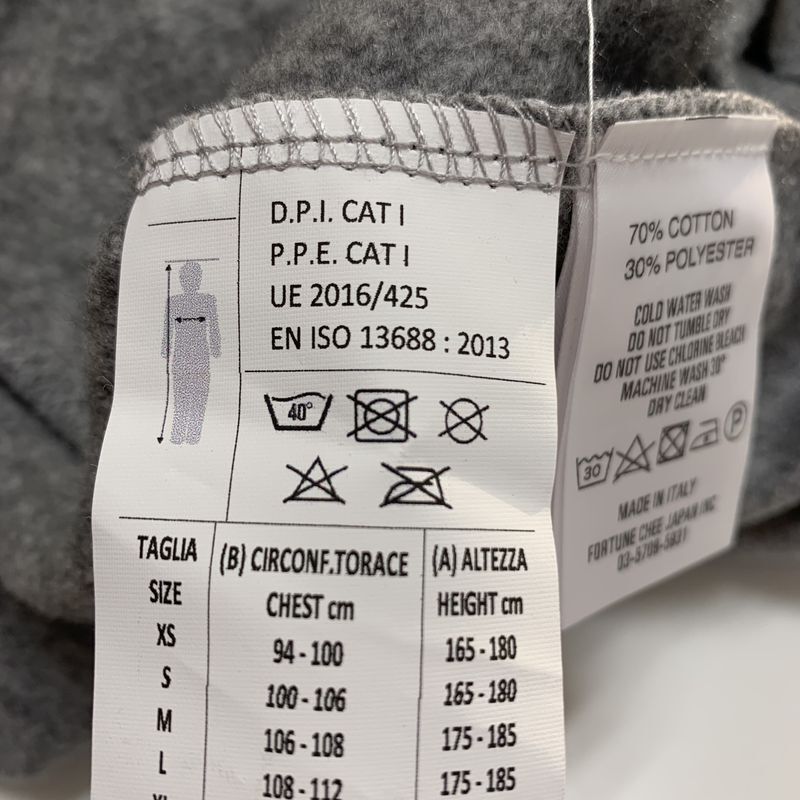 D.P.I. CAT I
P.P.E. CAT I
UE 2016/425
EN ISO 13688 : 2013
40°
TAGLIA
SIZE
(B) CIRCONF.TORACE
CHEST cm
(A) ALTEZZA
HEIGHT cm
XS
94 - 100
165 - 180
S
100 - 106
165 - 180
M
106 - 108
175 - 185
L
108 - 112
175 - 185
70% COTTON
30% POLYESTER
COLD WATER WASH
DO NOT TUMBLE DRY
DO NOT USE CHLORINE BLEACH
MACHINE WASH 30°
DRY CLEAN
30
P
MADE IN ITALY
FORTUNE CHEE JAPAN INC